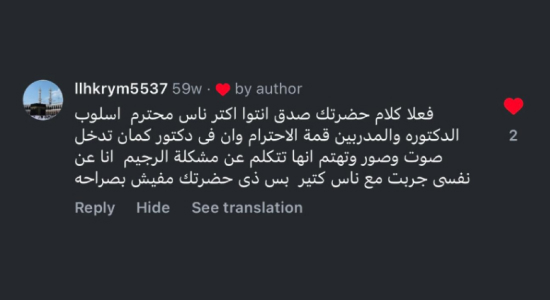 llhkrym5537 59w · ❤️ by author
فعلا كلام حضرتك صدق انتوا اكتر ناس محترم اسلوب
الدكتوره والمدربين قمة الاحترام وان فى دكتور كمان تدخل
صوت وصور وتهتم انها تتكلم عن مشكلة الرجيم انا عن
نفسى جربت مع ناس كتير بس ذى حضرتك مفيش بصراحه
2
Reply Hide See translation